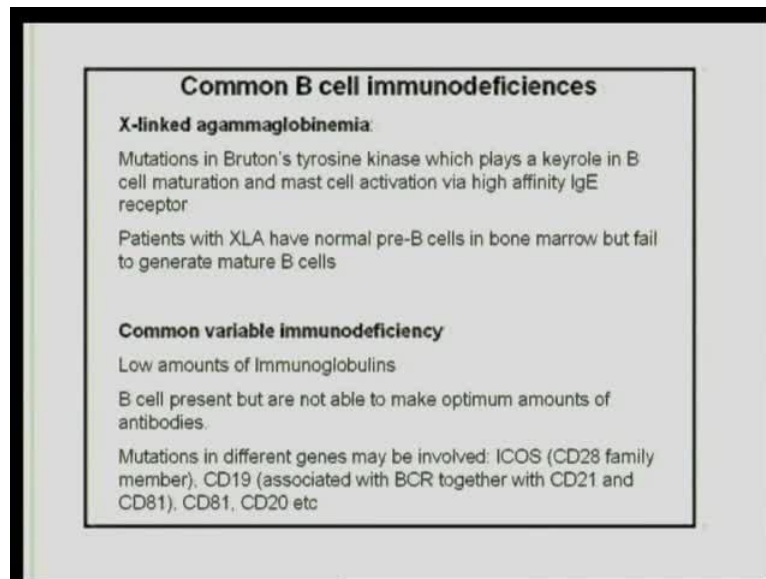 Common B cell immunodeficiences
X-linked agammaglobinemia:
Mutations in Bruton's tyrosine kinase which plays a keyrole in B
cell maturation and mast cell activation via high affinity IgE
receptor
Patients with XLA have normal pre-B cells in bone marrow but fail
to generate mature B cells
Common variable immunodeficiency
Low amounts of Immunoglobulins
B cell present but are not able to make optimum amounts of
antibodies.
Mutations in different genes may be involved: ICOS (CD28 family
member), CD19 (associated with BCR together with CD21 and
CD81), CD81, CD20 etc